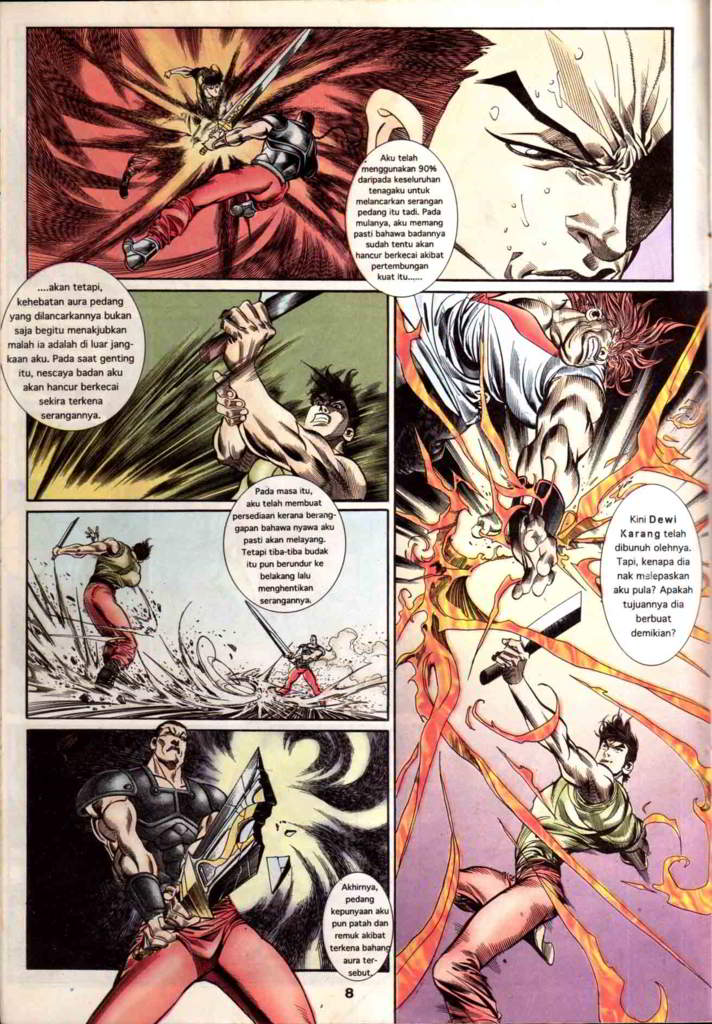 Aku telah
menggunakan 90%
daripada keseluruhan
tenagaku untuk
melancarkan serangan
pedang itu tadi. Pada
mulanya, aku memang
pasti bahawa badannya
sudah tentu akan
hancur berkecai akibat
pertembungan
kuat itu......
....akan tetapi,
kehebatan aura pedang
yang dilancarkannya bukan
saja begitu menakjubkan
malah ia adalah di luar jang-
kaan aku. Pada saat genting
itu, nescaya badan aku
akan hancur berkecai
sekira terkena
serangannya.
Pada masa itu,
aku telah membuat
persediaan kerana berang-
gapan bahawa nyawa aku
pasti akan melayang.
Tetapi tiba-tiba budak
itu pun berundur ke
belakang lalu
menghentikan
serangannya.
Akhirnya,
pedang
kepunyaan aku
pun patah dan
remuk akibat
terkena bahang
aura ter-
sebut.
Kini Dewi
Karang telah
dibunuh olehnya.
Tapi, kenapa dia
nak malepaskan
aku pula? Apakah
tujuannya dia
berbuat
demikian?
8